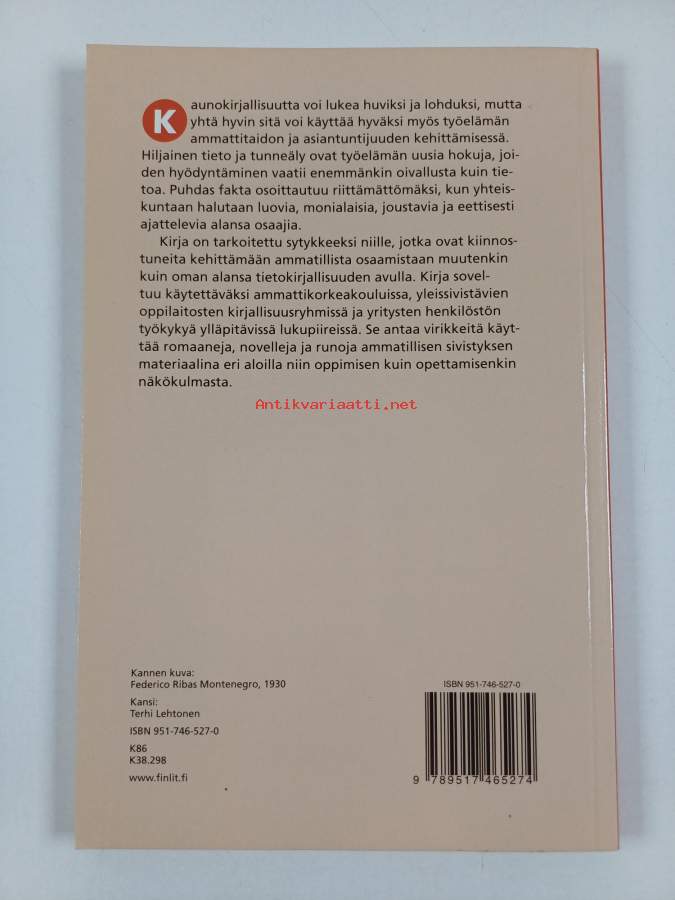 Kaunokirjallisuutta voi lukea huviksi ja lohduksi, mutta
yhtä hyvin sitä voi käyttää hyväksi myös työelämän
ammattitaidon ja asiantuntijuuden kehittämisessä.
Hiljainen tieto ja tunneäly ovat työelämän uusia hokuja, joi-
den hyödyntäminen vaatii enemmänkin oivallusta kuin tie-
toa. Puhdas fakta osoittautuu riittämättömäksi, kun yhteis-
kuntaan halutaan luovia, monialaisia, joustavia ja eettisesti
ajattelevia alansa osaajia.
Kirja on tarkoitettu sytykkeeksi niille, jotka ovat kiinnos-
tuneita kehittämään ammatillista osaamistaan muutenkin
kuin oman alansa tietokirjallisuuden avulla. Kirja sovel-
tuu käytettäväksi ammattikorkeakouluissa, yleissivistävien
oppilaitosten kirjallisuusryhmissä ja yritysten henkilöstön
työkykyä ylläpitävissä lukupiireissä. Se antaa virikkeitä käyt-
tää romaaneja, novelleja ja runoja ammatillisen sivistyksen
materiaalina eri aloilla niin oppimisen kuin opettamisenkin
näkökulmasta.
Antikvariaatti.net
Kannen kuva:
Federico Ribas Montenegro, 1930
Kansi:
Terhi Lehtonen
ISBN 951-746-527-0
K86
K38.298
www.finlit.fi
ISBN 951-746-527-0
9 789517 465274